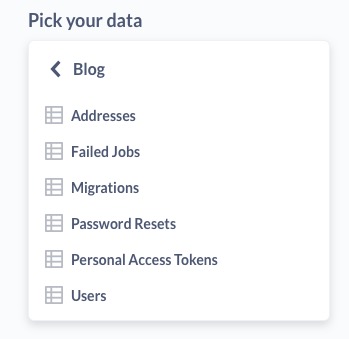 Pick your data
Blog
Addresses
Failed Jobs
Migrations
Password Resets
Personal Access Tokens
Users